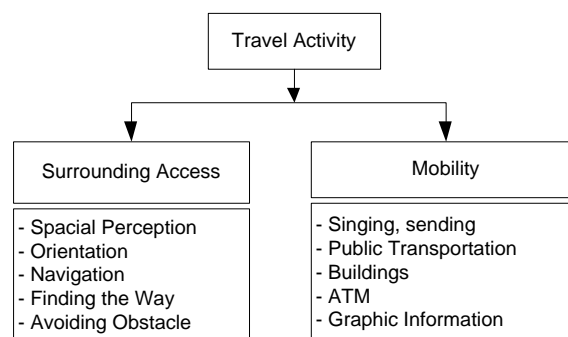 Travel Activity
Surrounding Access
- Spacial Perception
- Orientation
- Navigation
- Finding the Way
- Avoiding Obstacle
Mobility
- Singing, sending
- Public Transportation
- Buildings
- ATM
- Graphic Information